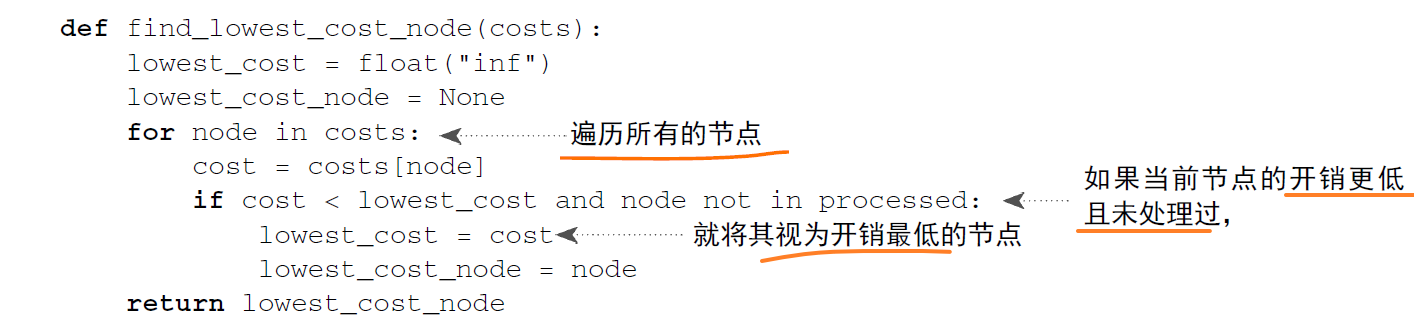 def find_lowest_cost_node(costs):
    lowest_cost = float("inf")
    lowest_cost_node = None
    for node in costs: 遍历所有的节点
        cost = costs[node]
        if cost < lowest_cost and node not in processed: 如果当前节点的开销更低
且未处理过，
            lowest_cost = cost 就将其视为开销最低的节点
            lowest_cost_node = node
    return lowest_cost_node